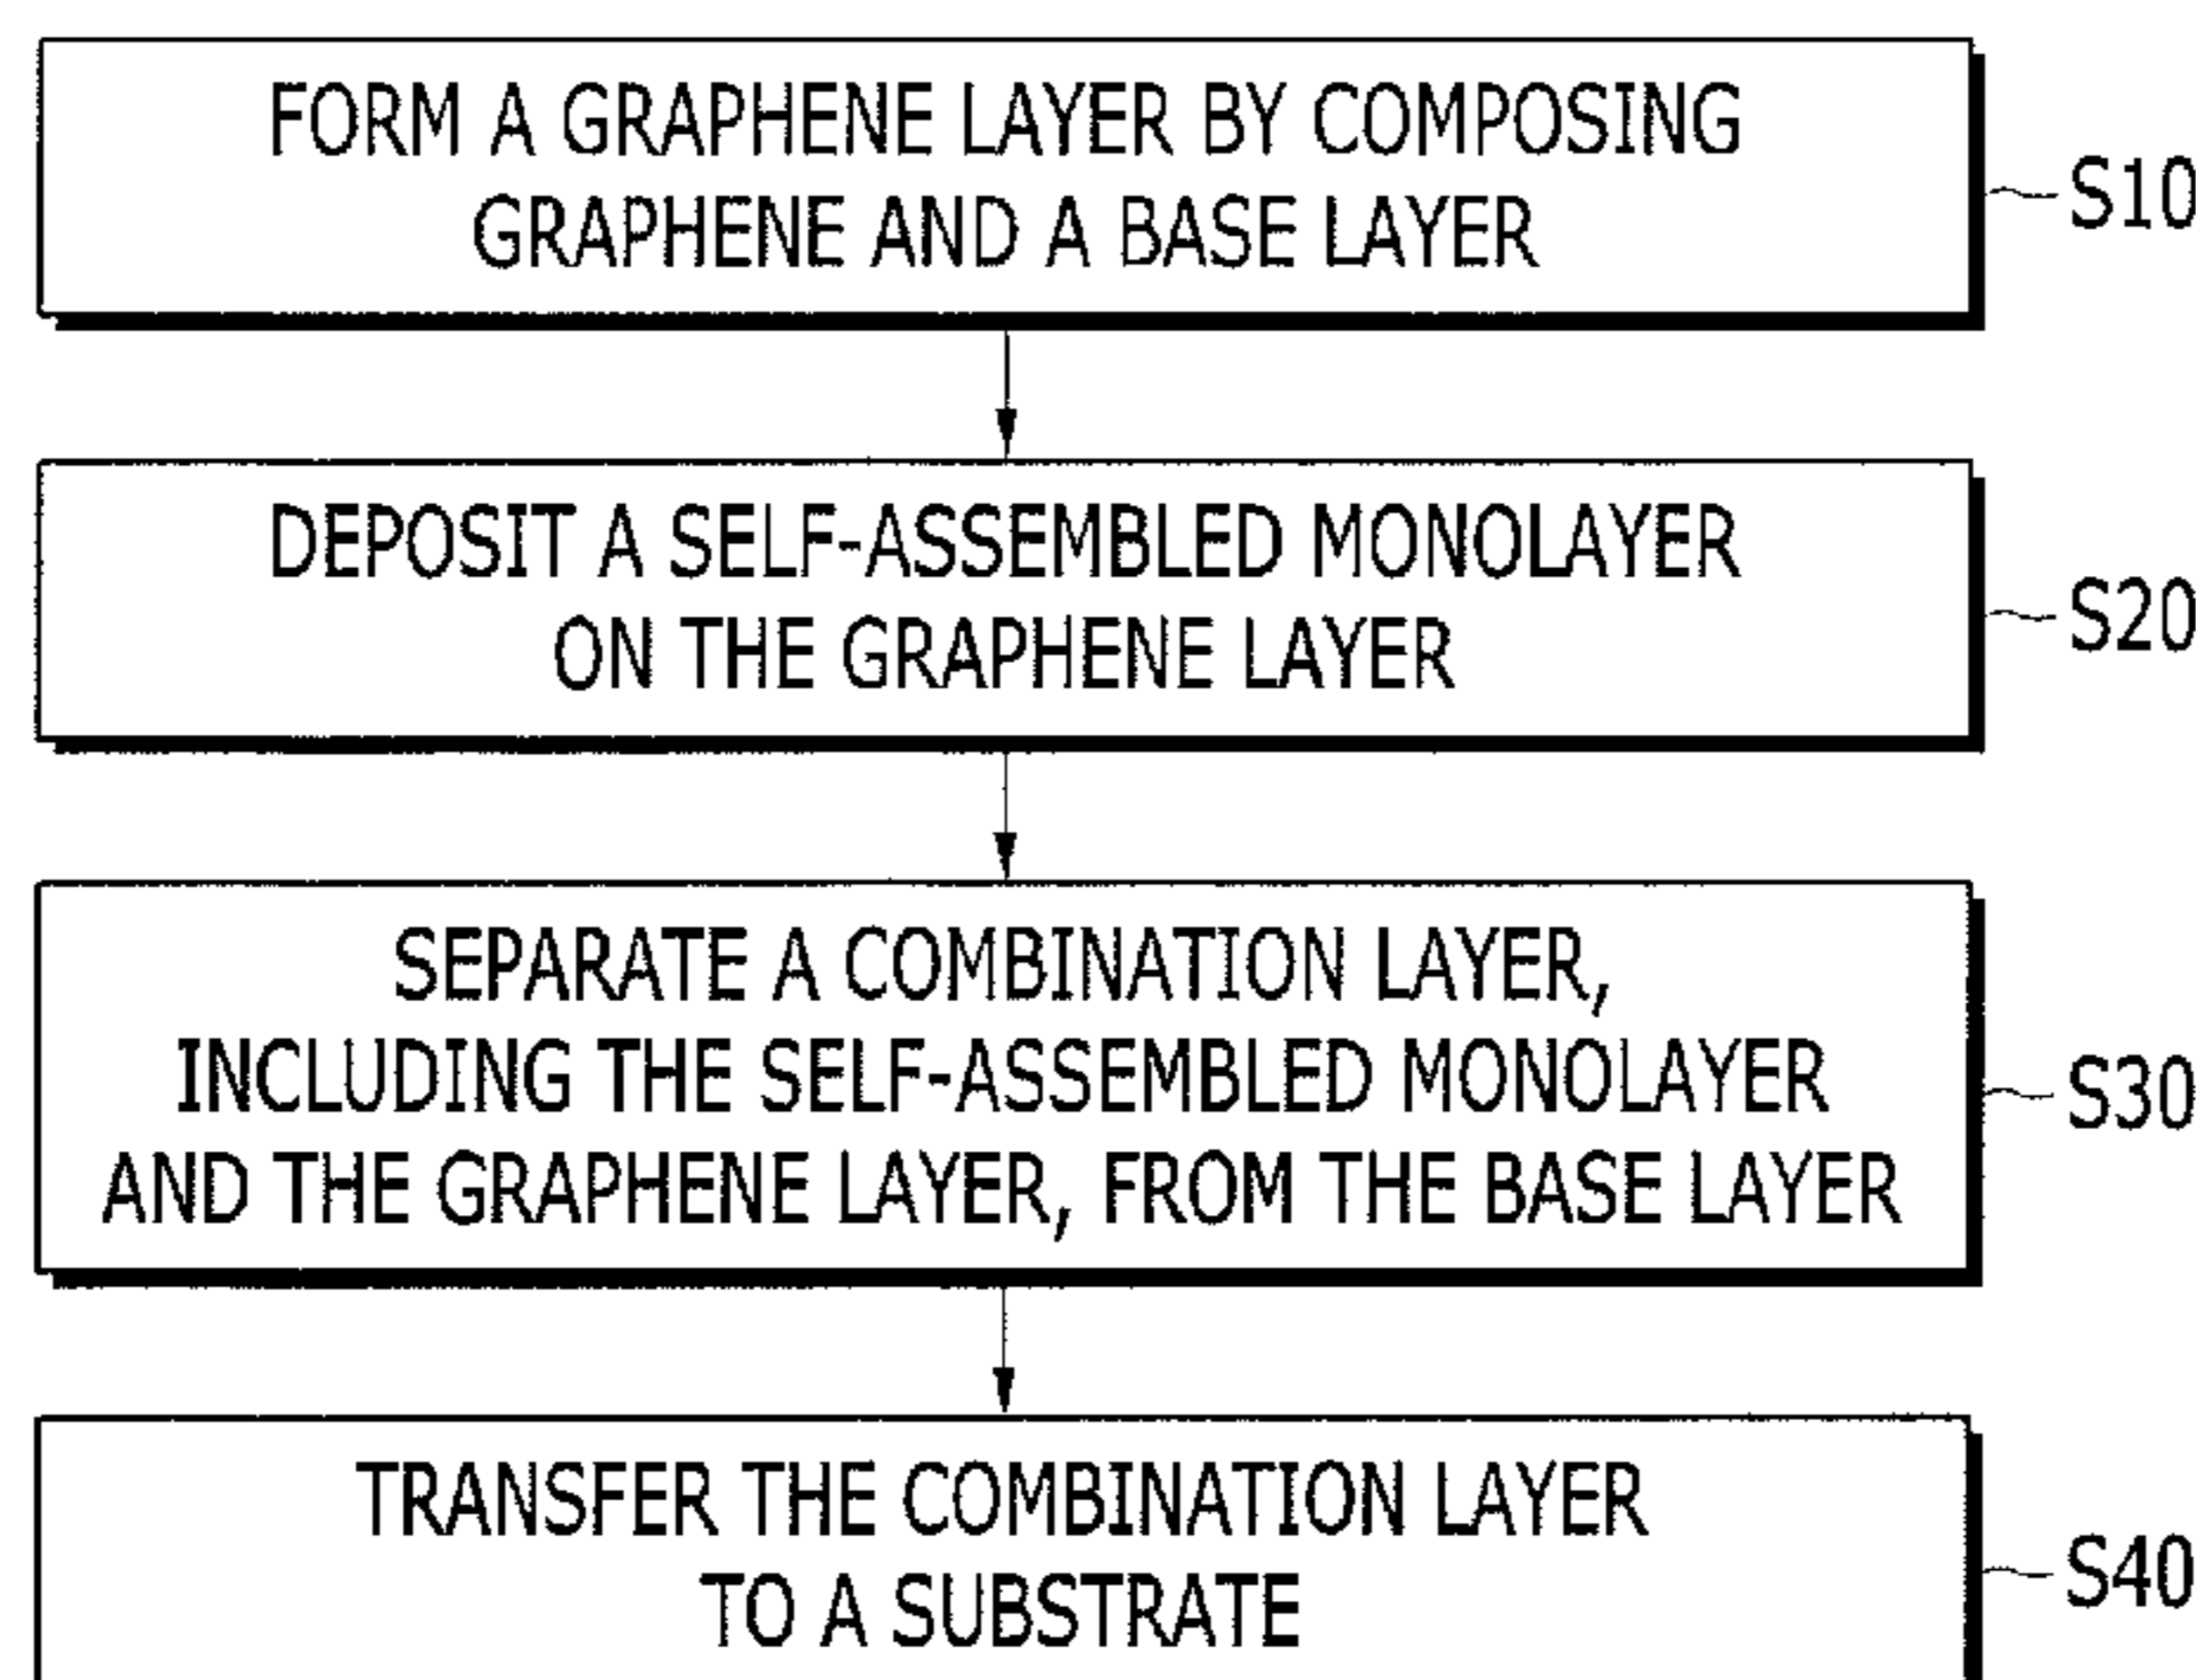 FORM A GRAPHENE LAYER BY COMPOSING
GRAPHENE AND A BASE LAYER
S10
DEPOSIT A SELF-ASSEMBLED MONOLAYER
ON THE GRAPHENE LAYER
S20
SEPARATE A COMBINATION LAYER,
INCLUDING THE SELF-ASSEMBLED MONOLAYER
AND THE GRAPHENE LAYER, FROM THE BASE LAYER
S30
TRANSFER THE COMBINATION LAYER
TO A SUBSTRATE
S40